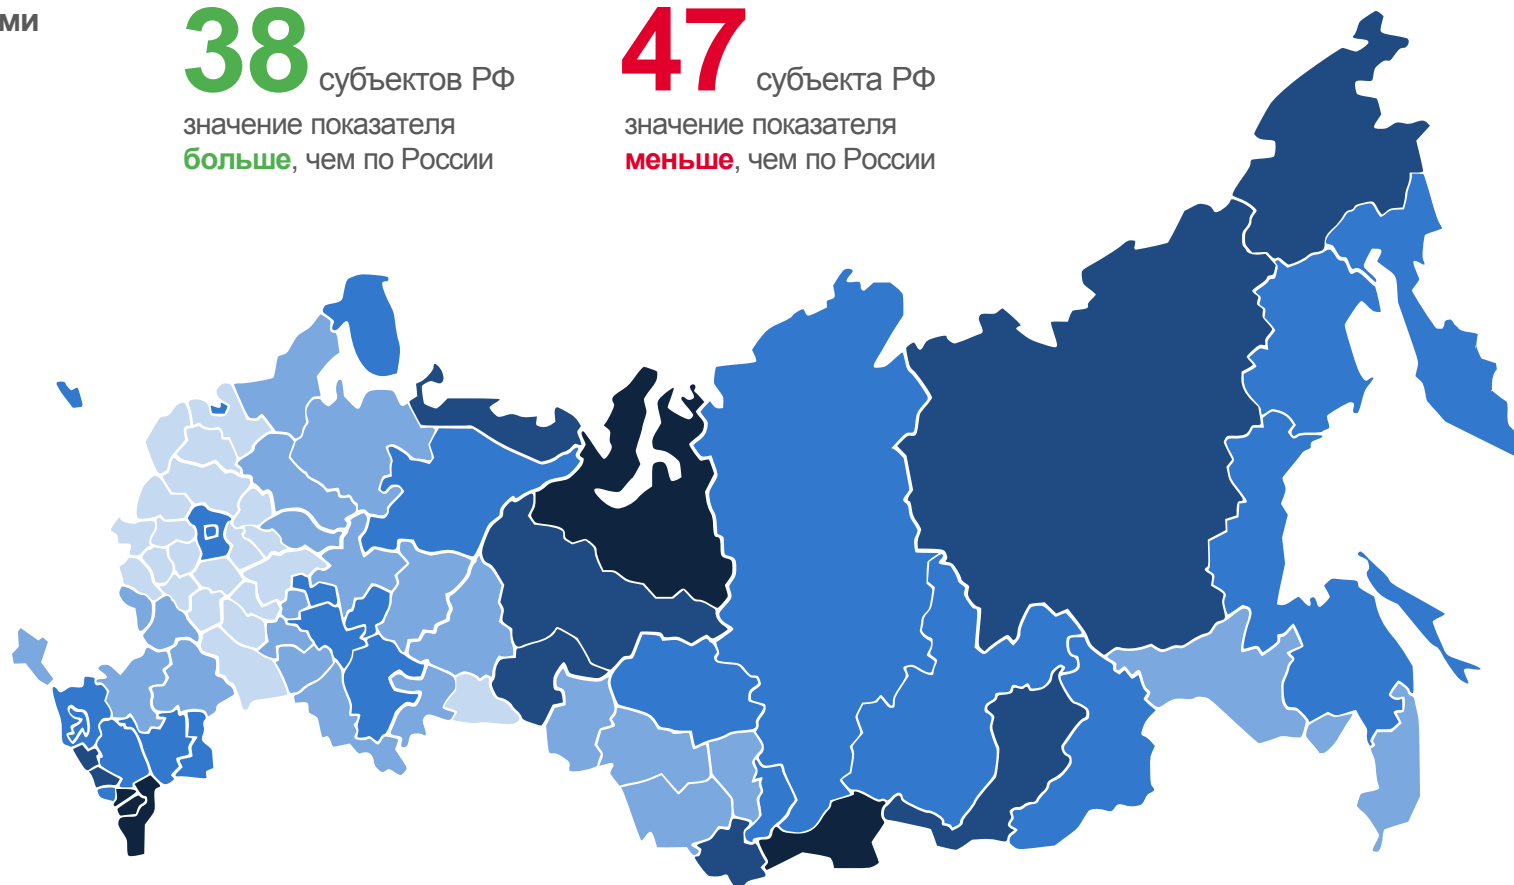 ми
38 субъектов РФ
значение показателя
больше, чем по России
47 субъекта РФ
значение показателя
меньше, чем по России